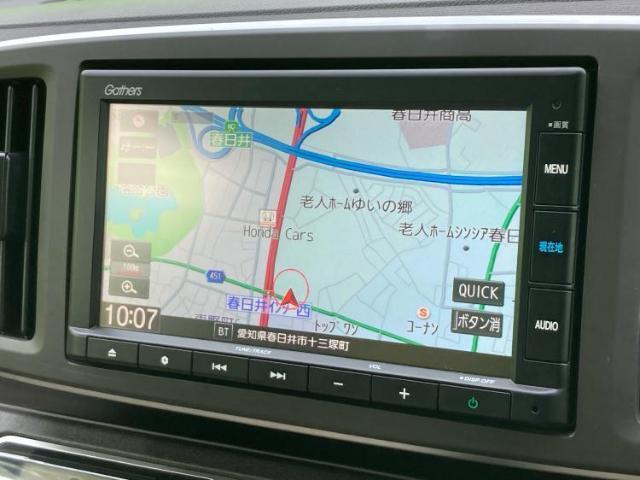 Gathers
画質
MENU
現在地
AUDIO
春日井商高
春日井
老人ホームゆいの郷
老人ホームシンシア春日
Honda Cars
100m
451
春日井インター西
QUICK
ボタン消
トップワン
コーナン
10:07
BT 愛知県春日井市十三塚町
TUNE・TRACK
VOL
DISP OFF